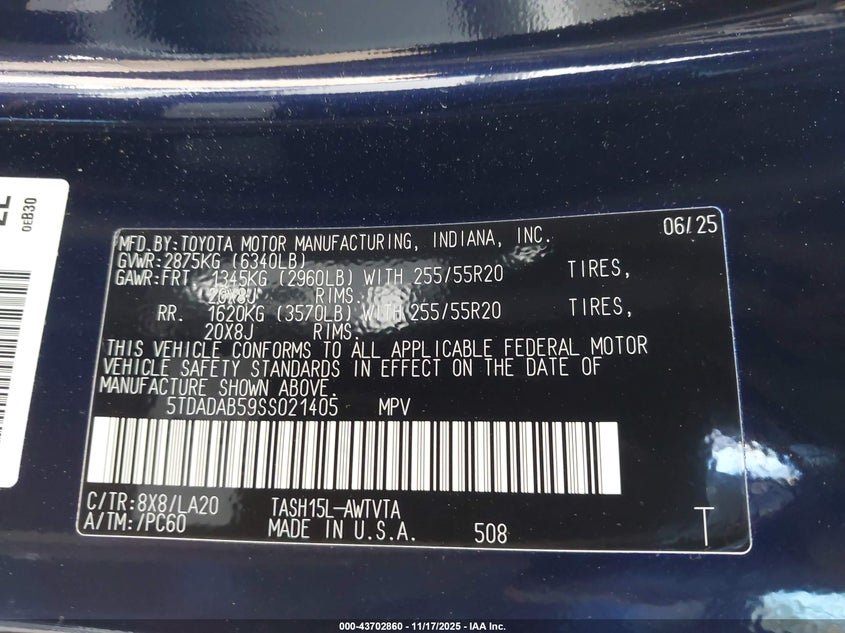 0EB30
MFD.BY:TOYOTA MOTOR MANUFACTURING, INDIANA, INC. 06/25
GVWR:2875KG (6340LB)
GAWR:FRT. 1345KG (2960LB) WITH 255/55R20 TIRES,
20X8J RIMS.
RR. 1620KG (3570LB) WITH 255/55R20 TIRES,
20X8J RIMS.
THIS VEHICLE CONFORMS TO ALL APPLICABLE FEDERAL MOTOR
VEHICLE SAFETY STANDARDS IN EFFECT ON THE DATE OF
MANUFACTURE SHOWN ABOVE.
5TDADAB59SS021405 MPV
C/TR:8X8/LA20 TASH15L-AWTVTA
A/TM:/PC60 MADE IN U.S.A. 508 T
000-43702860 - 11/17/2025 - IAA Inc.